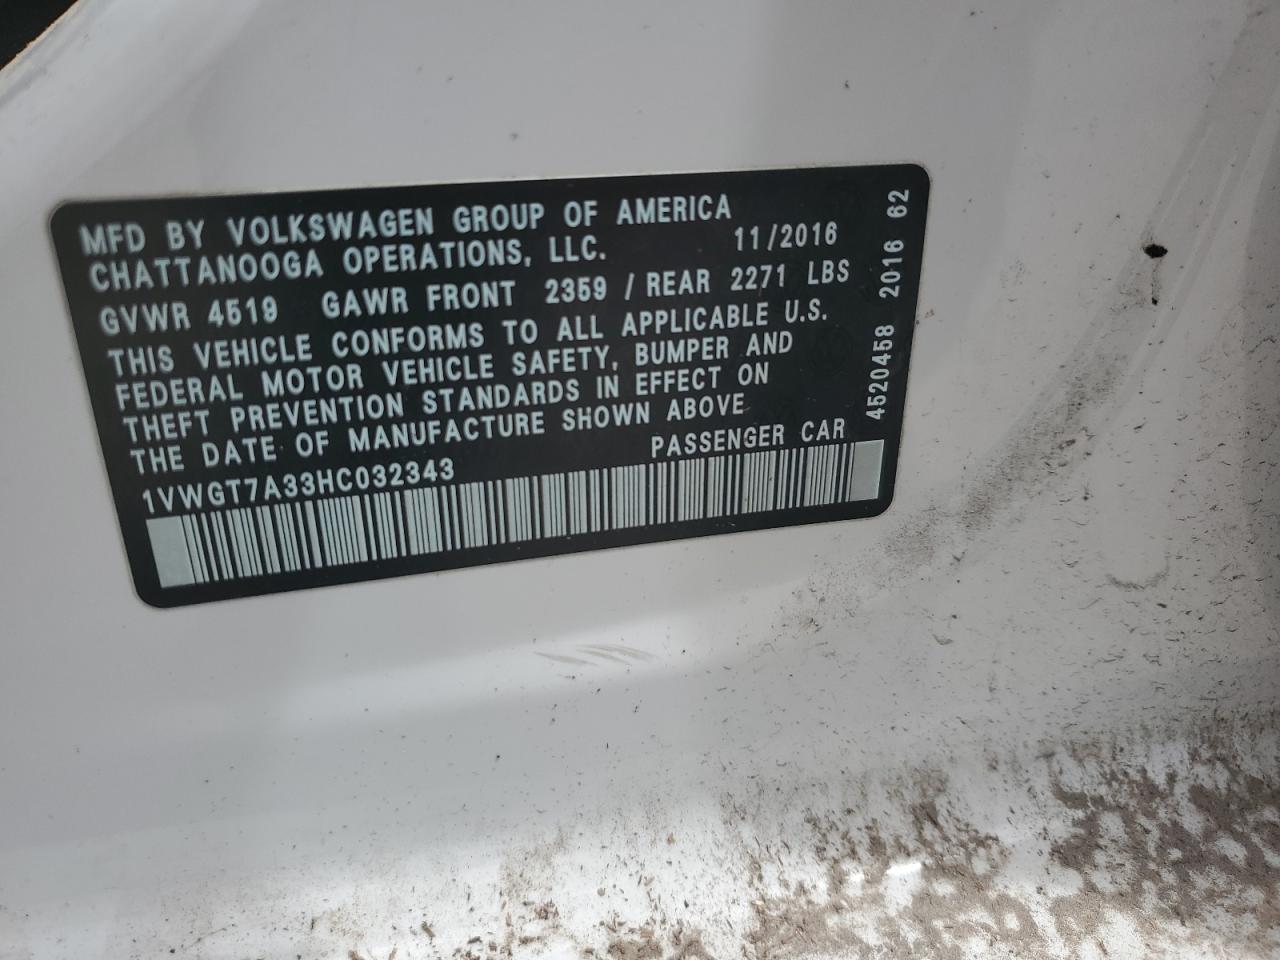 MFD BY VOLKSWAGEN GROUP OF AMERICA
CHATTANOOGA OPERATIONS, LLC. 11/2016
GVWR 4519 GAWR FRONT 2359 / REAR 2271 LBS
THIS VEHICLE CONFORMS TO ALL APPLICABLE U.S.
FEDERAL MOTOR VEHICLE SAFETY, BUMPER AND
THEFT PREVENTION STANDARDS IN EFFECT ON
THE DATE OF MANUFACTURE SHOWN ABOVE
1VWGT7A33HC032343 PASSENGER CAR
4520458 2016 62